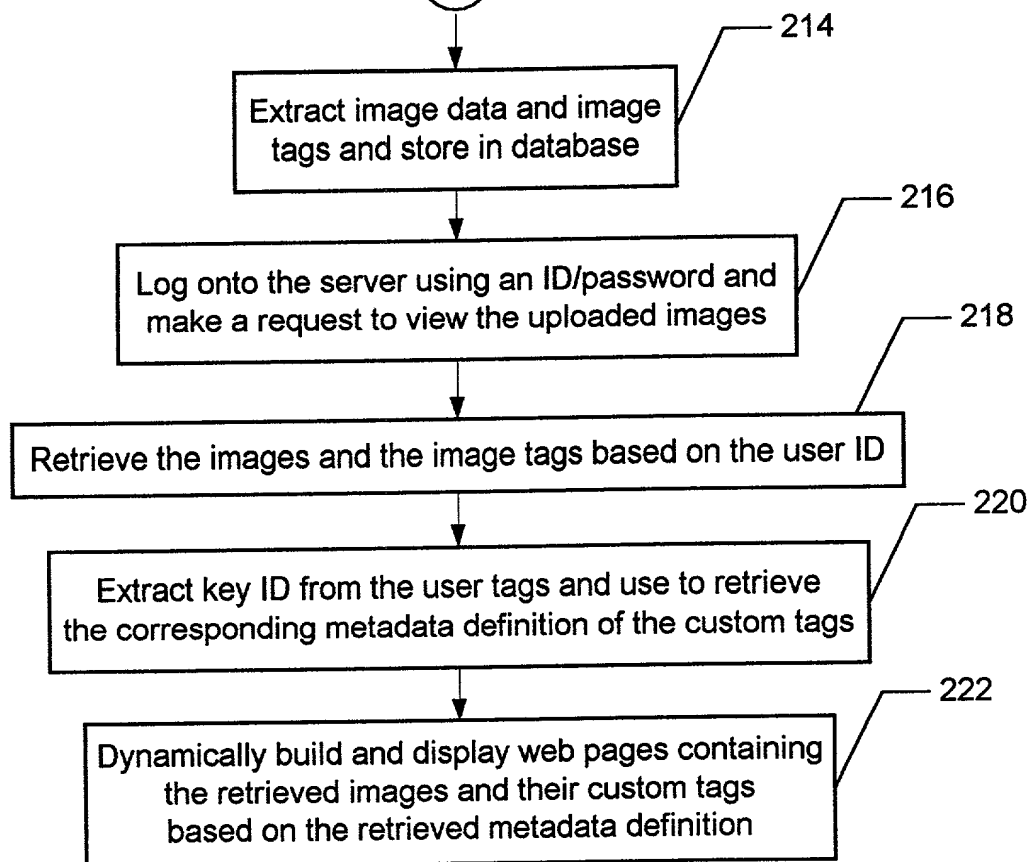 214
Extract image data and image
tags and store in database
216
Log onto the server using an ID/password and
make a request to view the uploaded images
218
Retrieve the images and the image tags based on the user ID
220
Extract key ID from the user tags and use to retrieve
the corresponding metadata definition of the custom tags
222
Dynamically build and display web pages containing
the retrieved images and their custom tags
based on the retrieved metadata definition